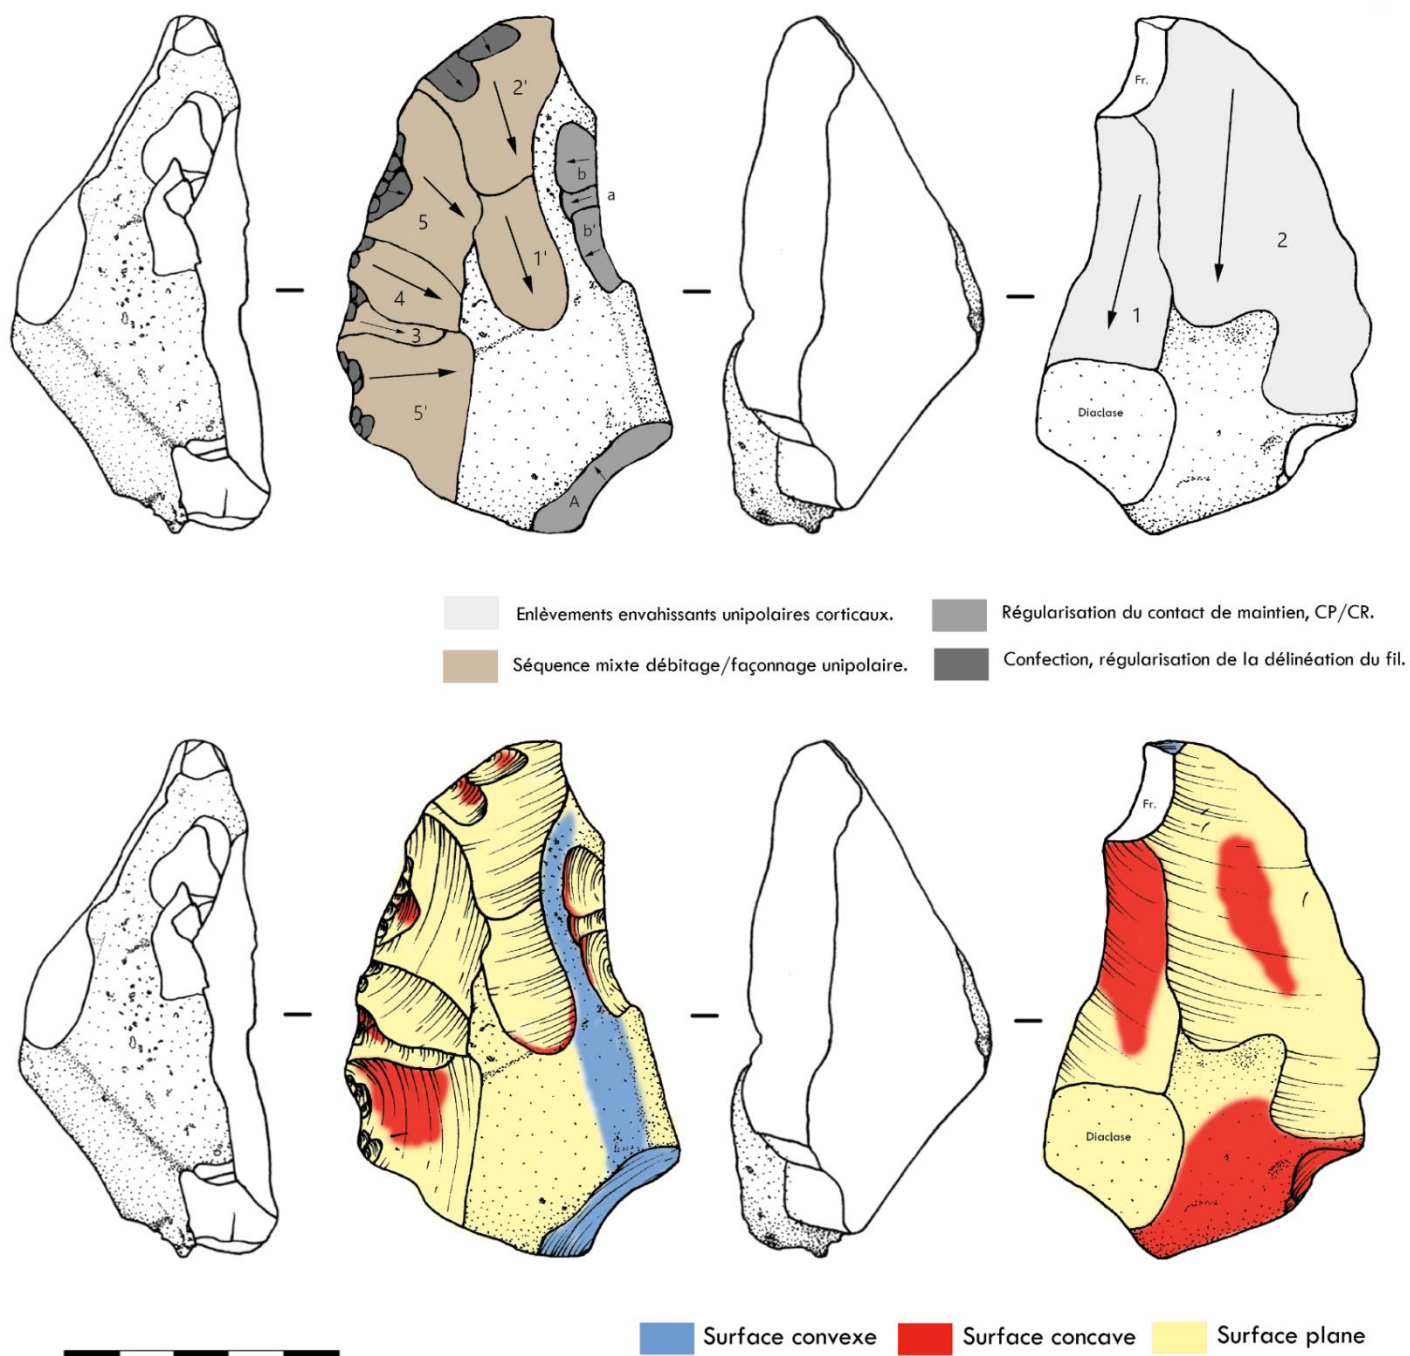 2'
Fr.
b
a
5
b'
2
1'
4
1
3
5'
Diaclase
A
Enlèvements envahissants unipolaires corticaux.
Régularisation du contact de maintien, CP/CR.
Séquence mixte débitage/façonnage unipolaire.
Confection, régularisation de la délinéation du fil.
Fr.
Diaclase
Surface convexe
Surface concave
Surface plane